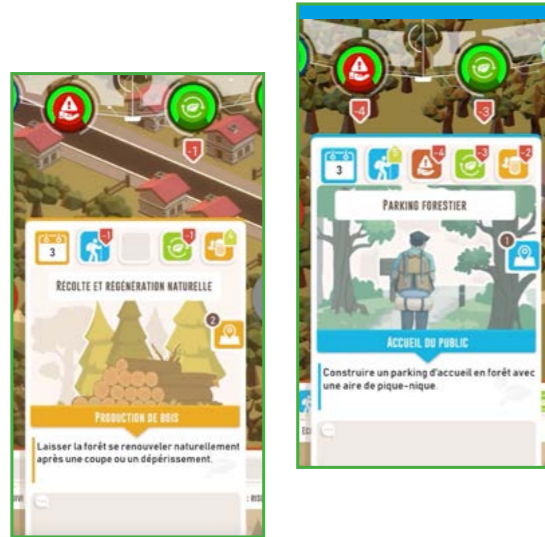 -1
3
-1
-1
RÉCOLTE ET RÉGÉNÉRATION NATURELLE
2
PRODUCTION DE BOIS
Laisser la forêt se renouveler naturellement
après une coupe ou un dépérissement.
-4
-3
3
-4
-3
-2
PARKING FORESTIER
1
ACCUEIL DU PUBLIC
Construire un parking d'accueil en forêt avec
une aire de pique-nique.